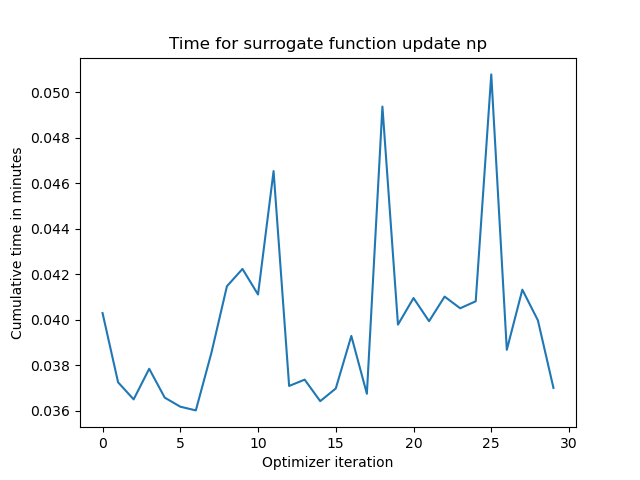 Time for surrogate function update np
Cumulative time in minutes
0.050
0.048
0.046
0.044
0.042
0.040
0.038
0.036
0 5 10 15 20 25 30
Optimizer iteration